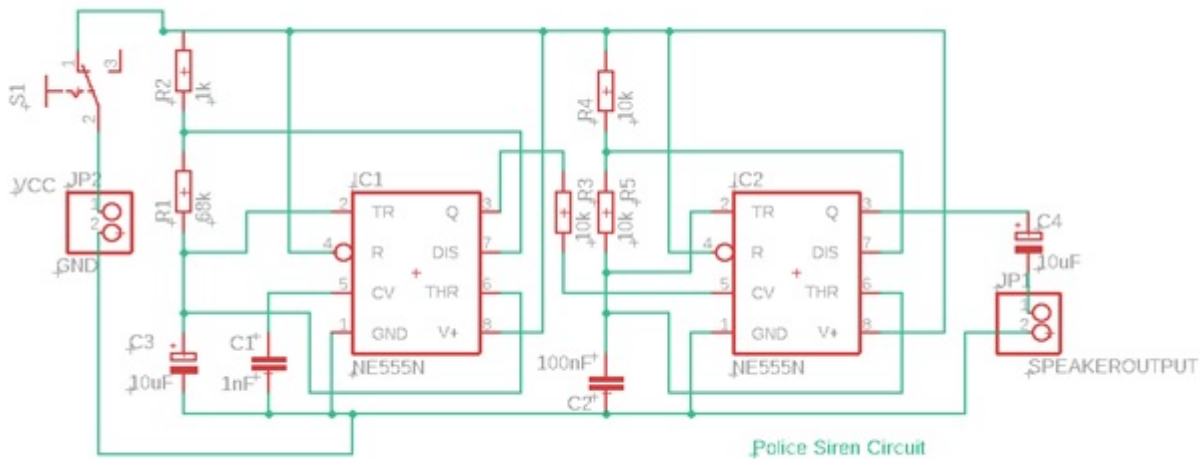 S1
1
3
2
R2
1k
R1
68k
VCC
JP2
1
2
GND
C3
10uF
C1
1nF
IC1
2 TR Q 3
4 R DIS 7
5 CV THR 6
1 GND V+ 8
NE555N
R4
10k
R3
10k
R5
10k
100nF
C2
IC2
2 TR Q 3
4 R DIS 7
5 CV THR 6
1 GND V+ 8
NE555N
C4
10uF
JP1
1
2
SPEAKEROUTPUT
Police Siren Circuit